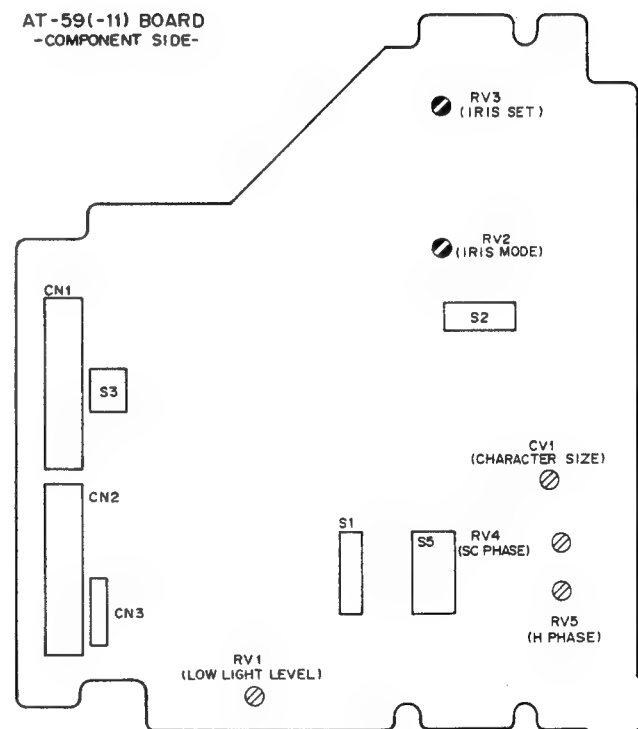 AT-59(-11) BOARD
-COMPONENT SIDE-
RV3
(IRIS SET)
RV2
(IRIS MODE)
CN1
S2
S3
CV1
(CHARACTER SIZE)
CN2
S1
S5
RV4
(SC PHASE)
CN3
RV5
(H PHASE)
RV1
(LOW LIGHT LEVEL)